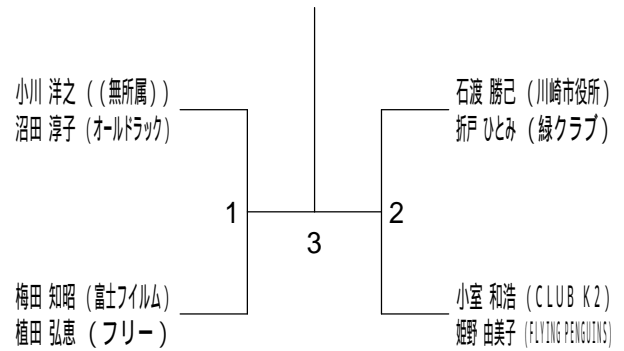 小川 洋之 ((無所属))
沼田 淳子 (オールドラック)
石渡 勝己 (川崎市役所)
折戸 ひとみ (緑クラブ)
1
2
3
梅田 知昭 (富士フイルム)
植田 弘恵 (フリー)
小室 和浩 (CLUB K2)
姫野 由美子 (FLYING PENGUINS)